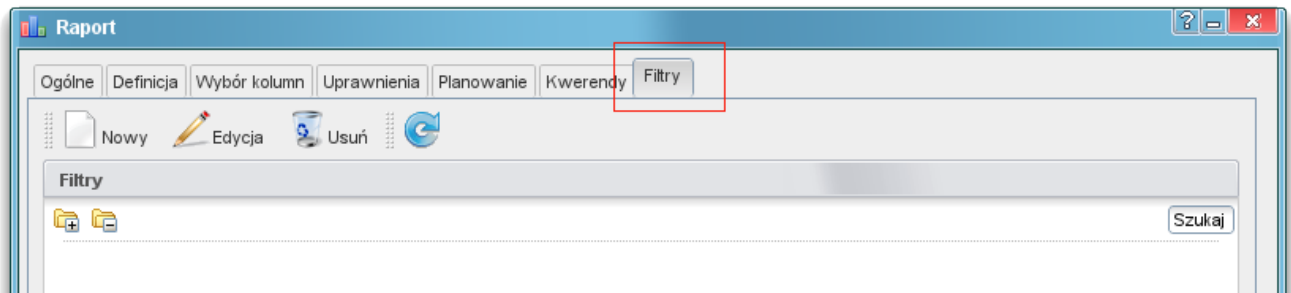 Raport
Ogólne Definicja Wybór kolumn Uprawnienia Planowanie Kwerendy Filtry
Nowy Edycja Usuń
Filtry
Szukaj